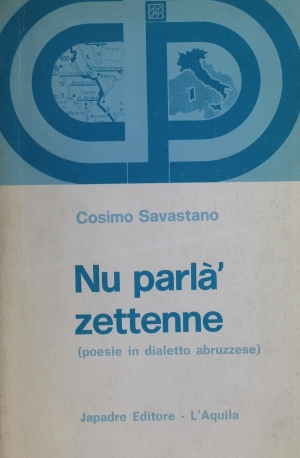 Cosimo Savastano
Nu parlà'
zettenne
(poesie in dialetto abruzzese)
Japadre Editore - L'Aquila